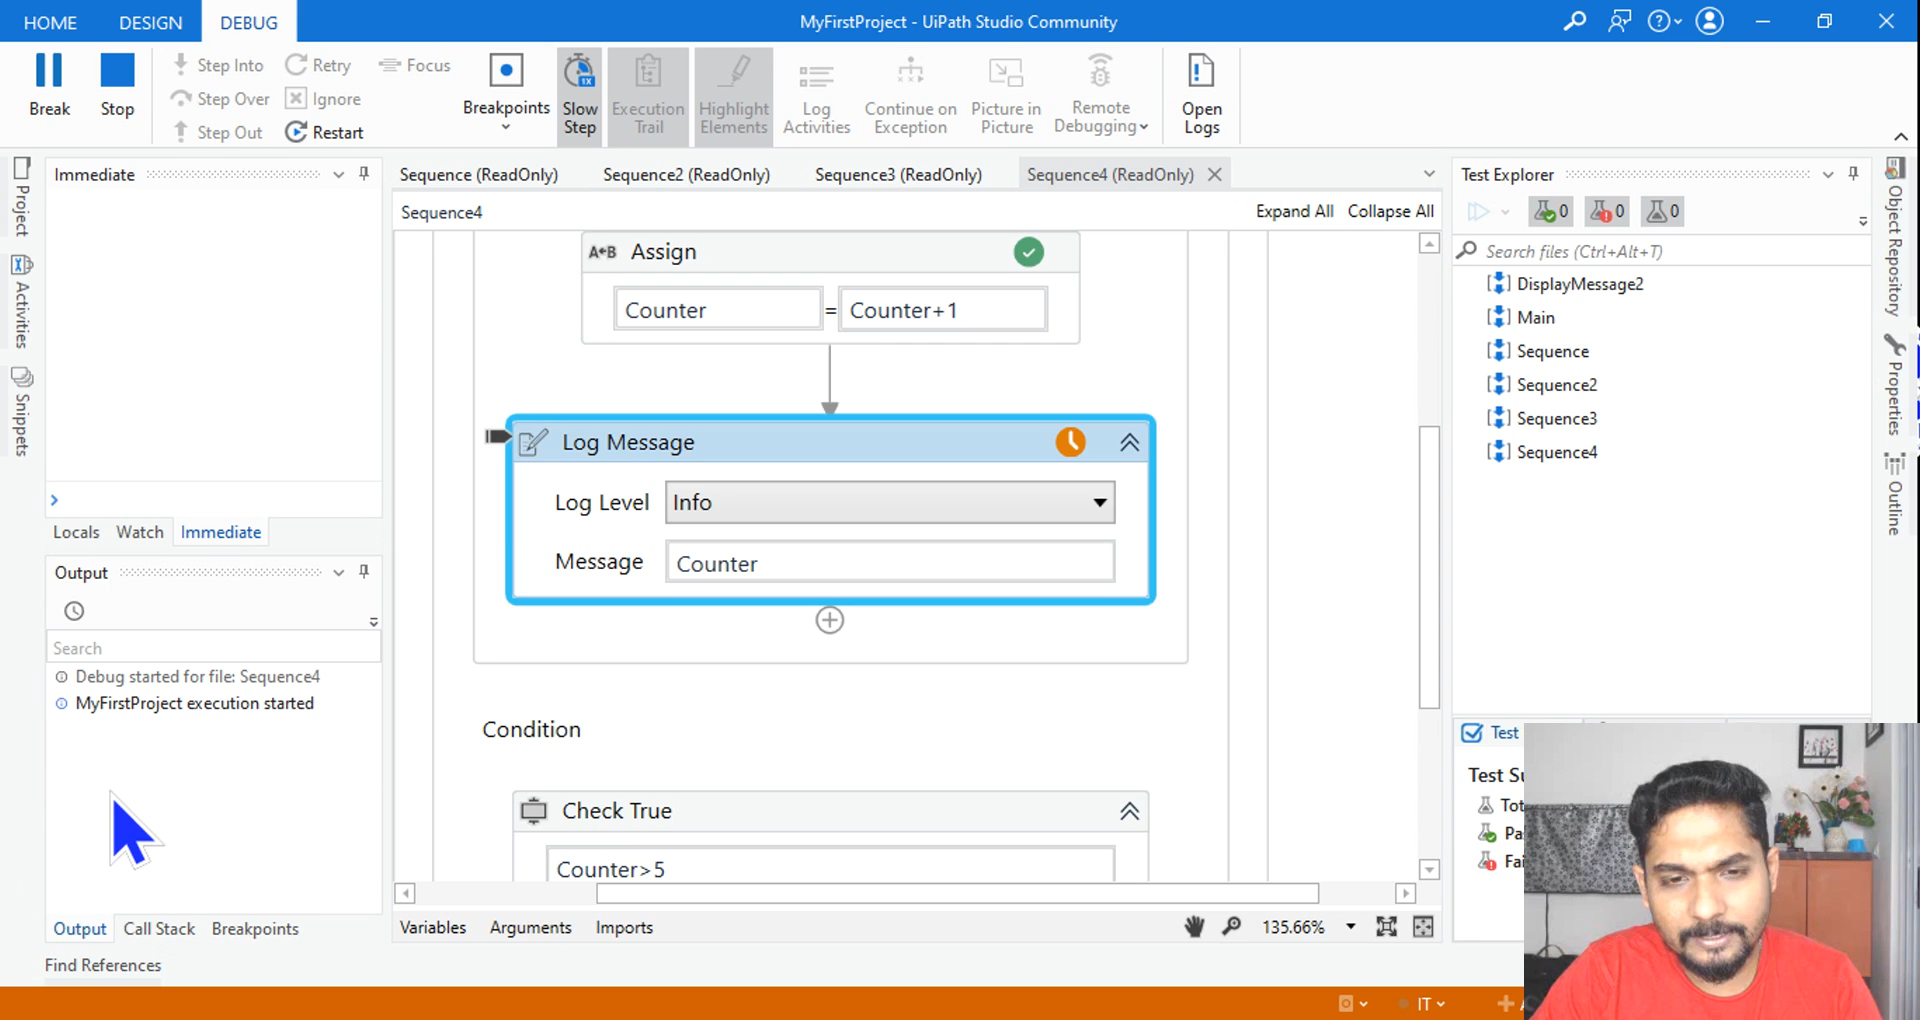 HOME DESIGN DEBUG
MyFirstProject - UiPath Studio Community
Break
Stop
Step Into
Step Over
Step Out
Retry
Ignore
Restart
Focus
Breakpoints
Slow Step
1X
Execution Trail
Highlight Elements
Log Activities
Continue on Exception
Picture in Picture
Remote Debugging
Open Logs
Project
Activities
Snippets
Immediate
Locals Watch Immediate
Output
Search
Debug started for file: Sequence4
MyFirstProject execution started
Output Call Stack Breakpoints
Find References
Sequence (ReadOnly) Sequence2 (ReadOnly) Sequence3 (ReadOnly) Sequence4 (ReadOnly)
Sequence4
Expand All Collapse All
A←B Assign
Counter = Counter+1
Log Message
Log Level Info
Message Counter
Condition
Check True
Counter>5
Variables Arguments Imports
135.66%
Test Explorer
0 0 0
Search files (Ctrl+Alt+T)
DisplayMessage2
Main
Sequence
Sequence2
Sequence3
Sequence4
Test
Test Su
Tot
Pa
Fai
Object Repository
Properties
Outline
IT